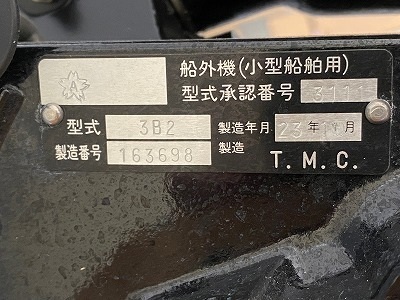 船外機(小型船舶用)
型式承認番号
型式 3B2 製造年月 23年 月
製造番号 163698 製造 T.M.C.